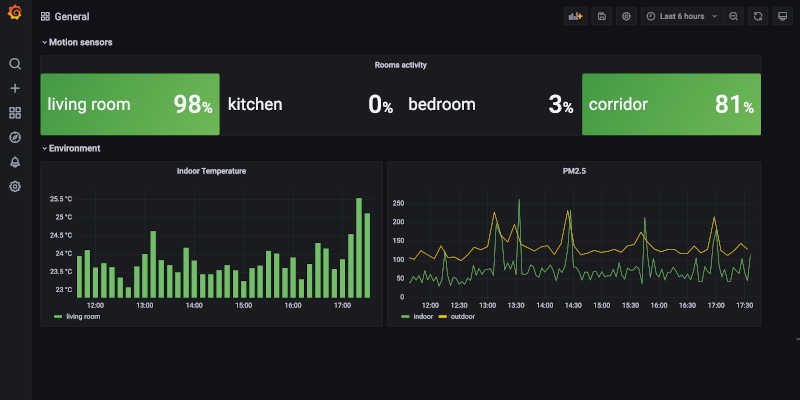 General
Last 6 hours
Motion sensors
Rooms activity
living room 98% kitchen 0% bedroom 3% corridor 81%
Environment
Indoor Temperature
25.5 °C
25 °C
24.5 °C
24 °C
23.5 °C
23 °C
12:00 13:00 14:00 15:00 16:00 17:00
living room
PM2.5
250
200
150
100
50
0
12:00 12:30 13:00 13:30 14:00 14:30 15:00 15:30 16:00 16:30 17:00 17:30
indoor outdoor